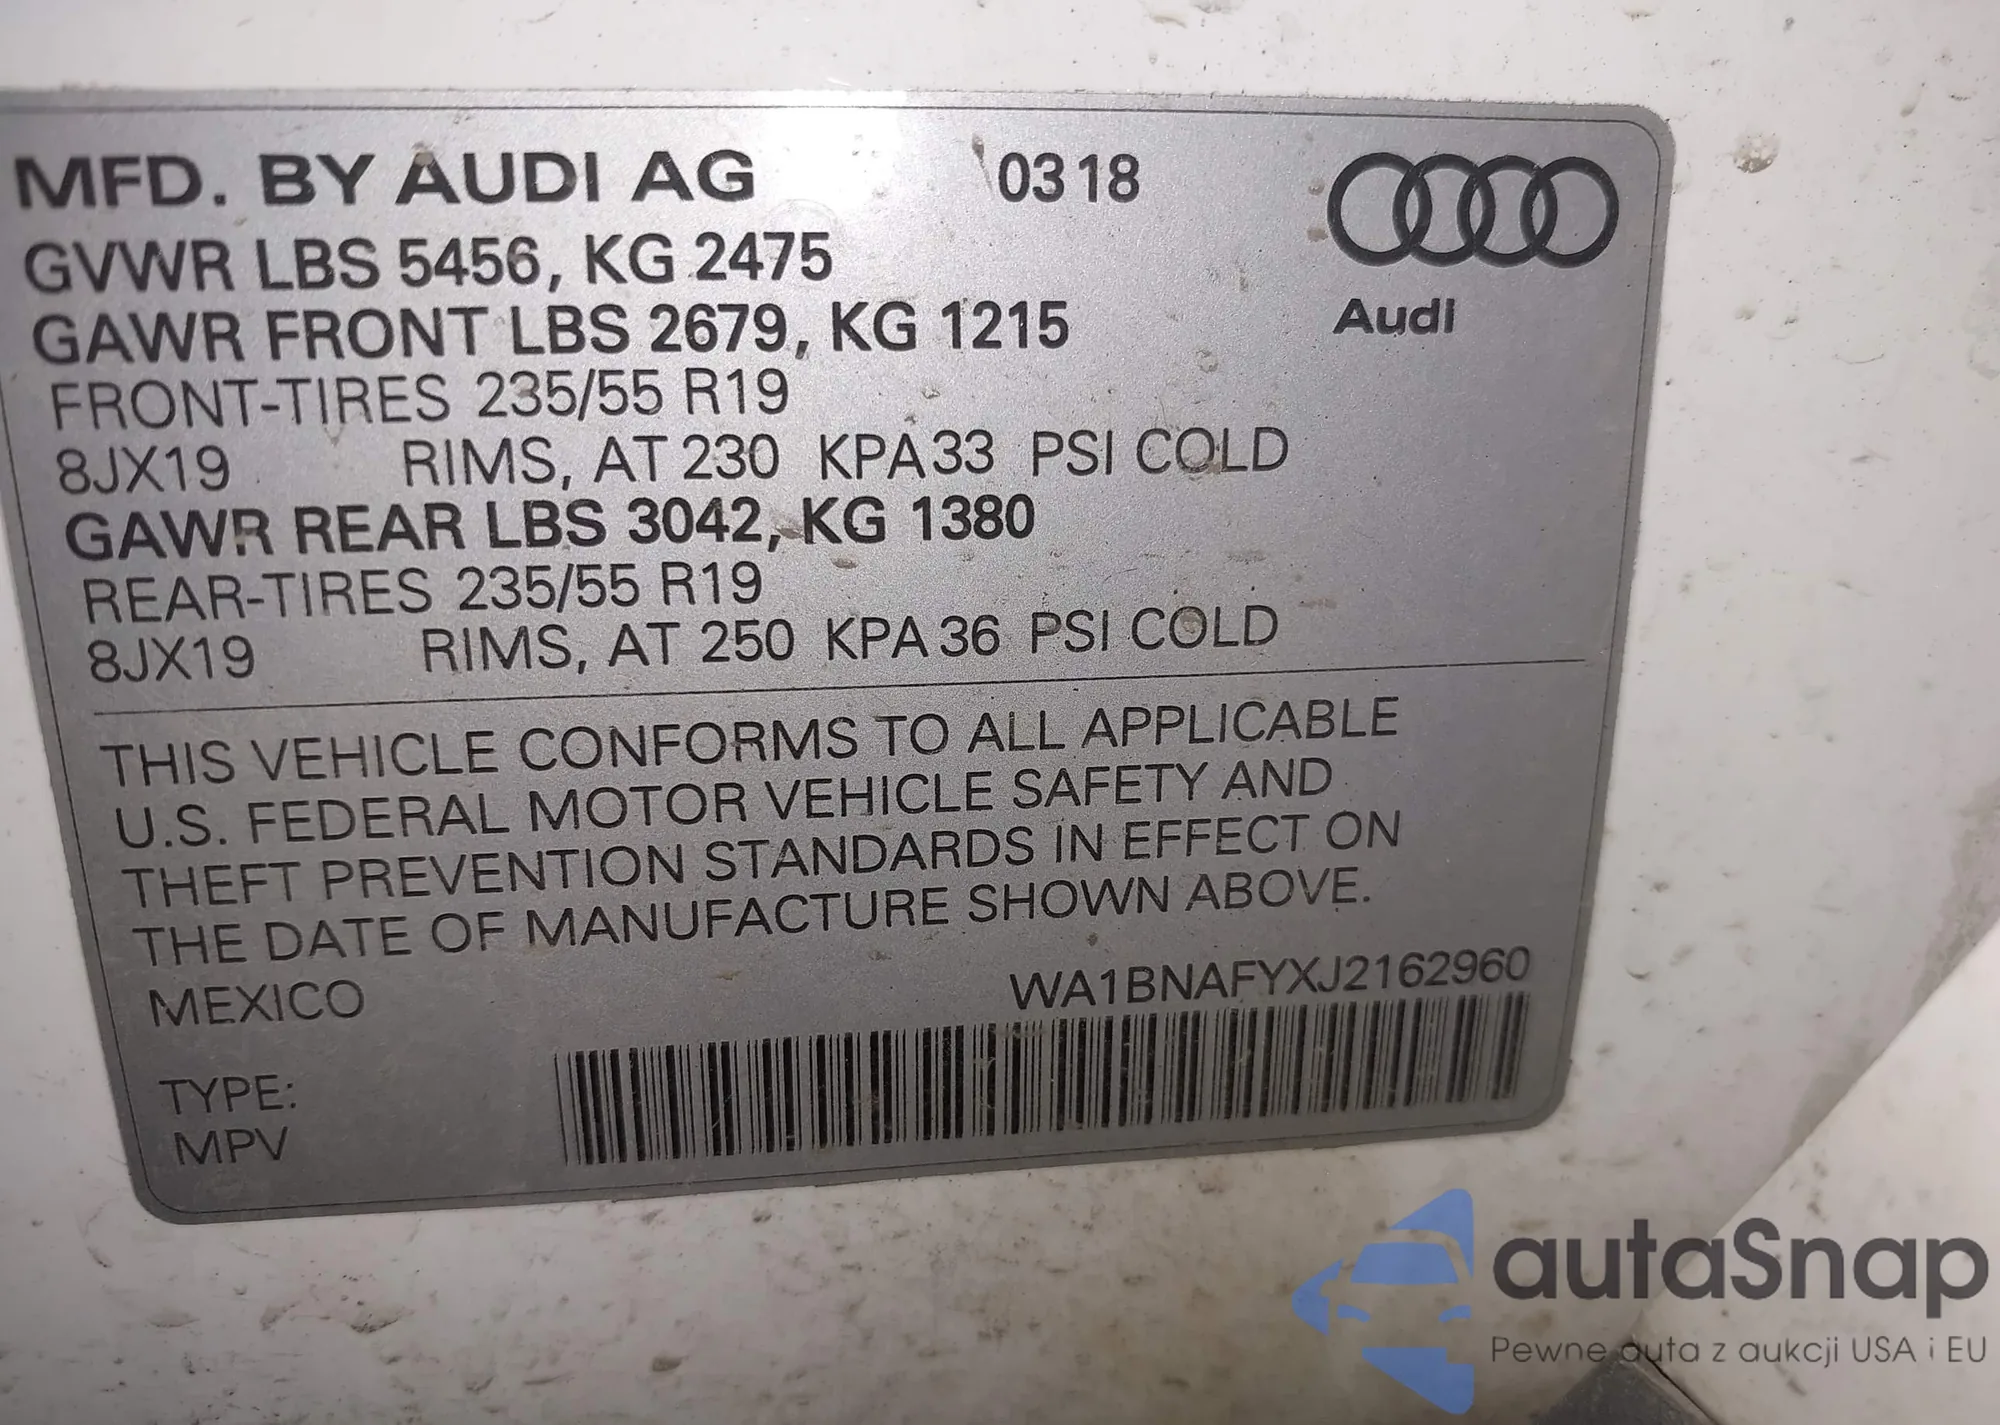 MFD. BY AUDI AG 0318
GVWR LBS 5456, KG 2475
GAWR FRONT LBS 2679, KG 1215
Audi
FRONT-TIRES 235/55 R19
8JX19 RIMS, AT 230 KPA 33 PSI COLD
GAWR REAR LBS 3042, KG 1380
REAR-TIRES 235/55 R19
8JX19 RIMS, AT 250 KPA 36 PSI COLD
THIS VEHICLE CONFORMS TO ALL APPLICABLE
U.S. FEDERAL MOTOR VEHICLE SAFETY AND
THEFT PREVENTION STANDARDS IN EFFECT ON
THE DATE OF MANUFACTURE SHOWN ABOVE.
MEXICO WA1BNAFYXJ2162960
TYPE:
MPV
autaSnap
Pewne auta z aukcji USA i EU